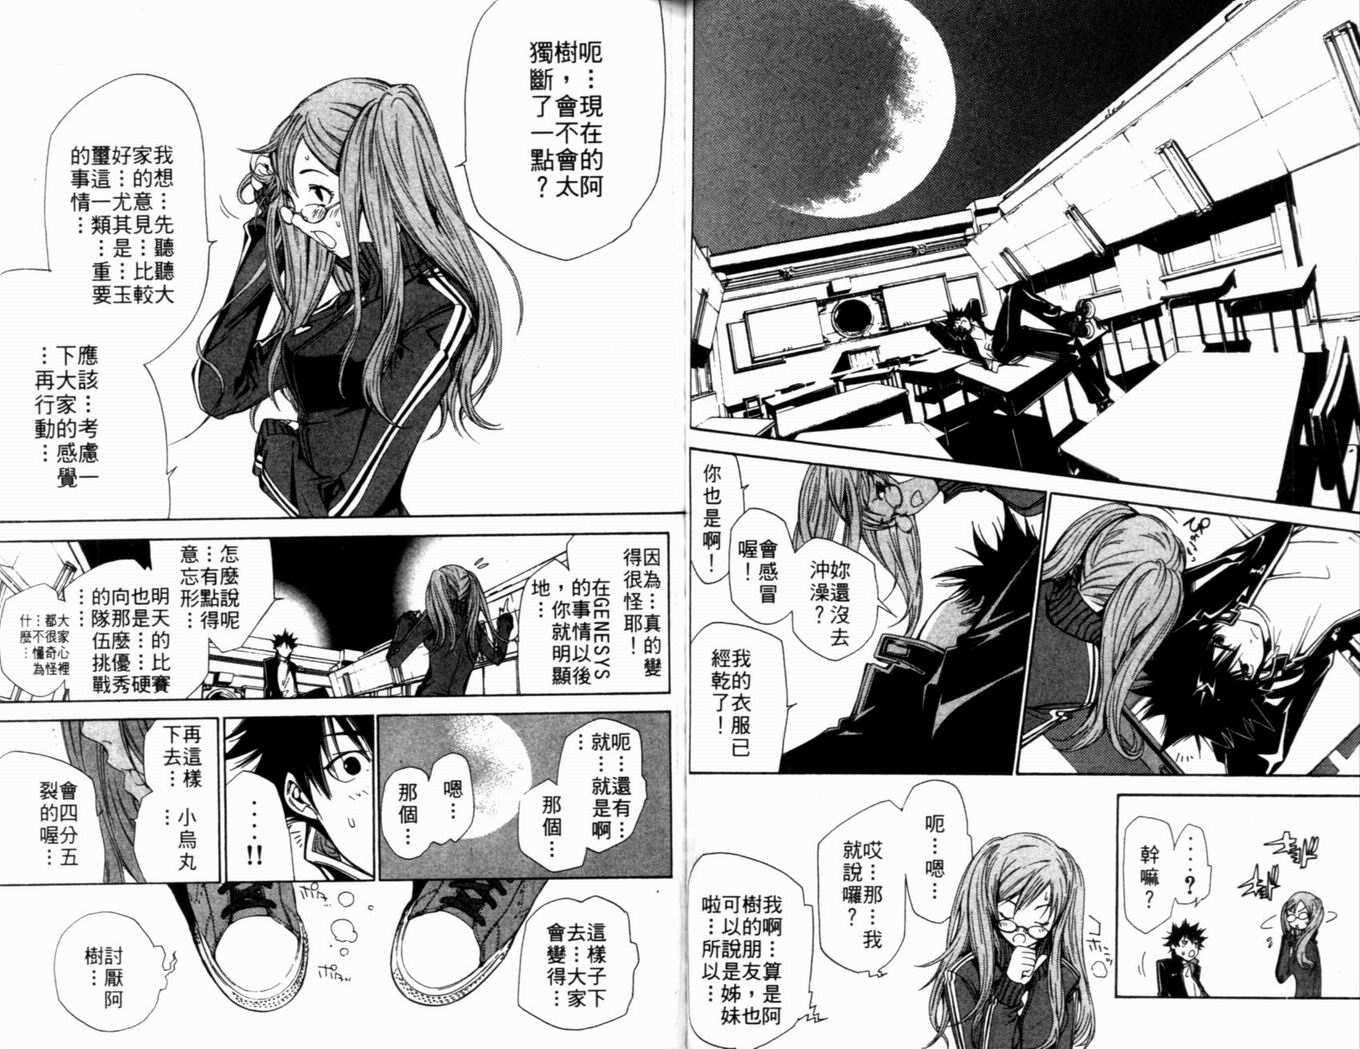 ぴょこ
妳還沒去
沖澡?
會感冒
喔!
你也是啊!
我的衣服已
經乾了!
……?
幹嘛?
呃…嗯…
哎…那…我
就說囉?
我啊…算是阿
樹的朋友,也
可以說是姊妹
啦…所以…
呃…現在的阿
樹,會不會太
獨斷了一點?
我想…先聽聽大
家的意見…比較
好…尤其是…玉
璽這一類…重要
的事情…
應該…考慮一
下大家的感覺
…再行動…
因為…真的變
得很怪耶!
在GENESYS
的事情以後
,你就明顯
地…
怎麼說呢
…有點得
意忘形…
明天的比賽
也是……硬
向那麼優秀
的隊伍挑戰
……
大家心裡
都很奇怪
…不懂為
什麼…
呃…還有…
就…就是啊
…
那個…
嗯…
那個…
……!!
再這樣
下去…
…小烏丸
會四分五
裂的喔…
這樣子下
去…大家
會變得…
討厭阿
樹…